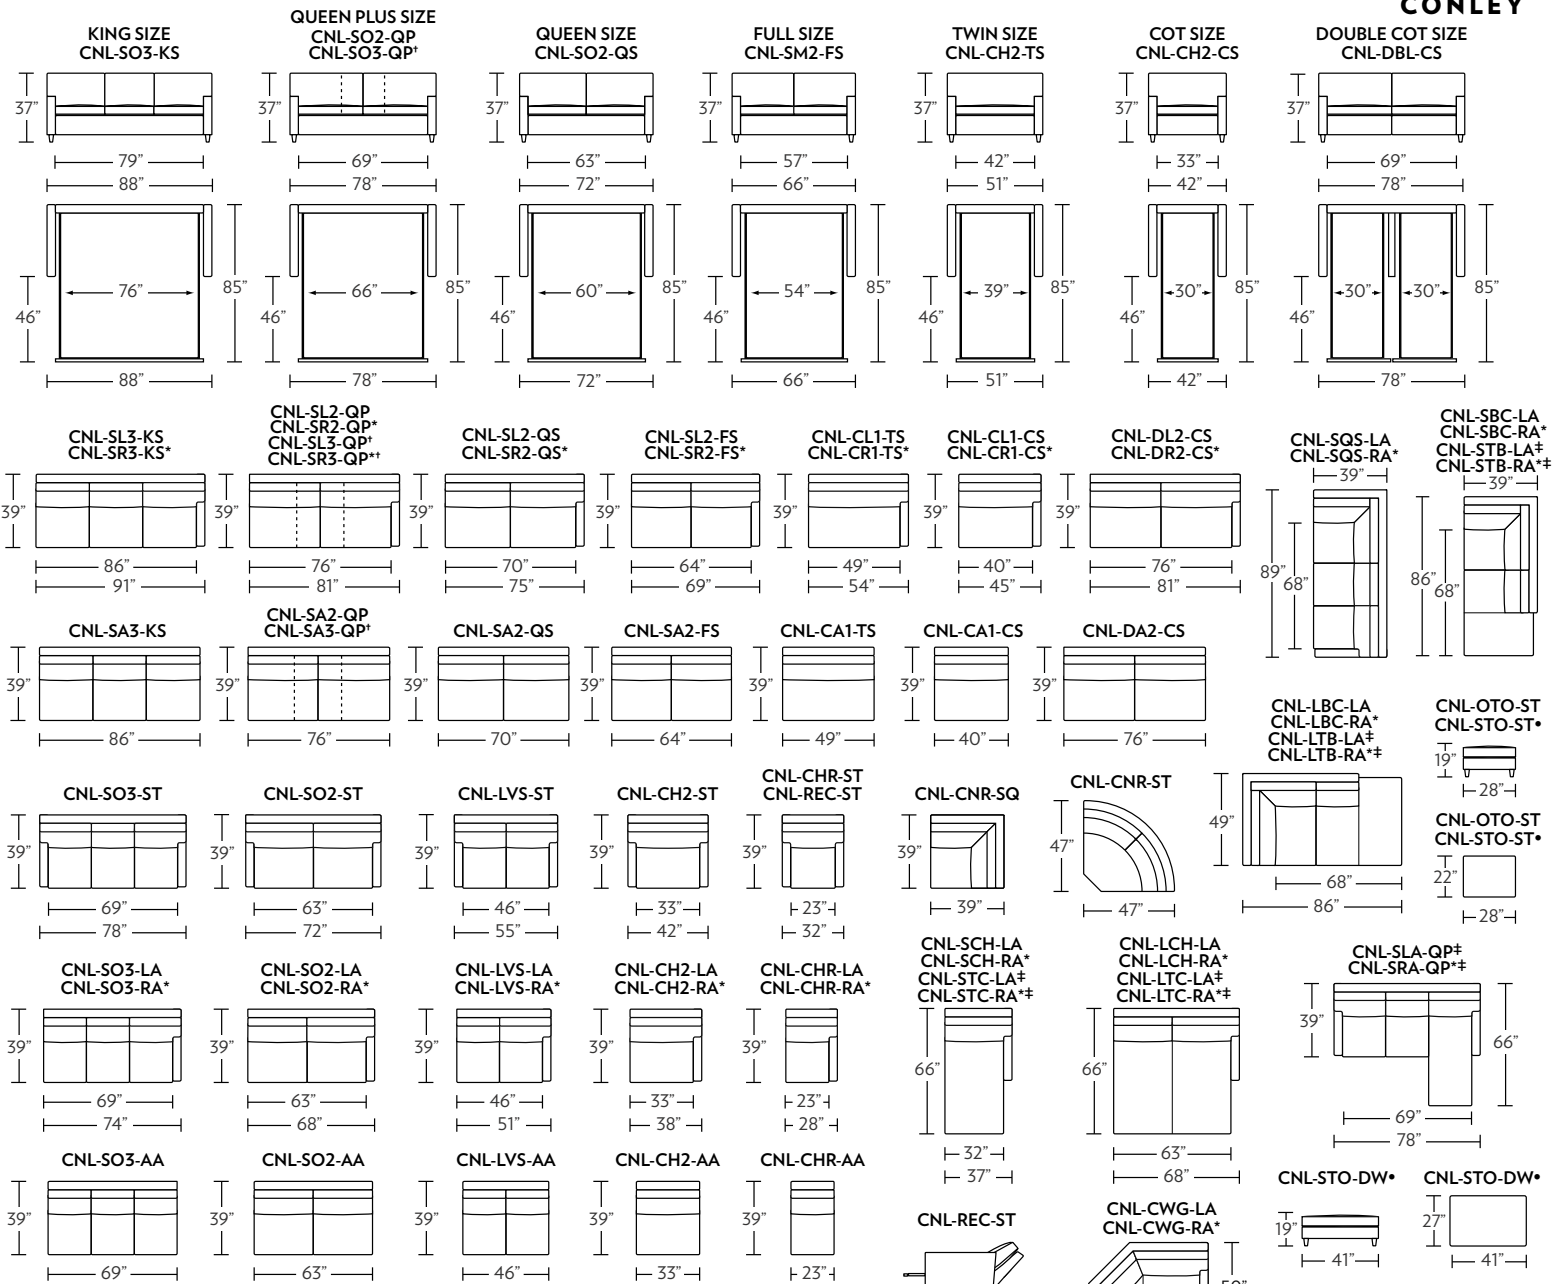 CONLEY
KING SIZE
CNL-SO3-KS
QUEEN PLUS SIZE
CNL-SO2-QP
CNL-SO3-QP†
QUEEN SIZE
CNL-SO2-QS
FULL SIZE
CNL-SM2-FS
TWIN SIZE
CNL-CH2-TS
COT SIZE
CNL-CH2-CS
DOUBLE COT SIZE
CNL-DBL-CS
37” 37” 37” 37” 37” 37” 37”
79” 69” 63” 57” 42” 33” 69”
88” 78” 72” 66” 51” 42” 78”
76” 85” 66” 85” 60” 85” 54” 85” 39” 85” 30” 85” 30” 30” 85”
46” 46” 46” 46” 46” 46” 46”
88” 78” 72” 66” 51” 42” 78”
CNL-SL3-KS
CNL-SR3-KS*
CNL-SL2-QP
CNL-SR2-QP*
CNL-SL3-QP†
CNL-SR3-QP*†
CNL-SL2-QS
CNL-SR2-QS*
CNL-SL2-FS
CNL-SR2-FS*
CNL-CL1-TS
CNL-CR1-TS*
CNL-CL1-CS
CNL-CR1-CS*
CNL-DL2-CS
CNL-DR2-CS*
39” 39” 39” 39” 39” 39” 39”
86” 76” 70” 64” 49” 40” 76”
91” 81” 75” 69” 54” 45” 81”
CNL-SQS-LA
CNL-SQS-RA*
39”
89” 68”
CNL-SBC-LA
CNL-SBC-RA*
CNL-STB-LA‡
CNL-STB-RA*‡
39”
86” 68”
CNL-SA3-KS
CNL-SA2-QP
CNL-SA3-QP†
CNL-SA2-QS
CNL-SA2-FS
CNL-CA1-TS
CNL-CA1-CS
CNL-DA2-CS
39” 39” 39” 39” 39” 39” 39”
86” 76” 70” 64” 49” 40” 76”
CNL-LBC-LA
CNL-LBC-RA*
CNL-LTB-LA‡
CNL-LTB-RA*‡
49”
68”
86”
CNL-OTO-ST
CNL-STO-ST•
19”
28”
CNL-OTO-ST
CNL-STO-ST•
22”
28”
CNL-SO3-ST
CNL-SO2-ST
CNL-LVS-ST
CNL-CH2-ST
CNL-CHR-ST
CNL-REC-ST
CNL-CNR-SQ
CNL-CNR-ST
39” 39” 39” 39” 39” 39” 47”
69” 63” 46” 33” 23” 39” 47”
78” 72” 55” 42” 32”
CNL-SO3-LA
CNL-SO3-RA*
CNL-SO2-LA
CNL-SO2-RA*
CNL-LVS-LA
CNL-LVS-RA*
CNL-CH2-LA
CNL-CH2-RA*
CNL-CHR-LA
CNL-CHR-RA*
39” 39” 39” 39” 39”
69” 63” 46” 33” 23”
74” 68” 51” 38” 28”
CNL-SCH-LA
CNL-SCH-RA*
CNL-STC-LA‡
CNL-STC-RA*‡
66”
32”
37”
CNL-LCH-LA
CNL-LCH-RA*
CNL-LTC-LA‡
CNL-LTC-RA*‡
66”
63”
68”
CNL-SLA-QP‡
CNL-SRA-QP*‡
39” 66”
69”
78”
CNL-SO3-AA
CNL-SO2-AA
CNL-LVS-AA
CNL-CH2-AA
CNL-CHR-AA
39” 39” 39” 39” 39”
69” 63” 46” 33” 23”
CNL-REC-ST
CNL-CWG-LA
CNL-CWG-RA*
CNL-STO-DW•
19”
41”
CNL-STO-DW•
27”
41”